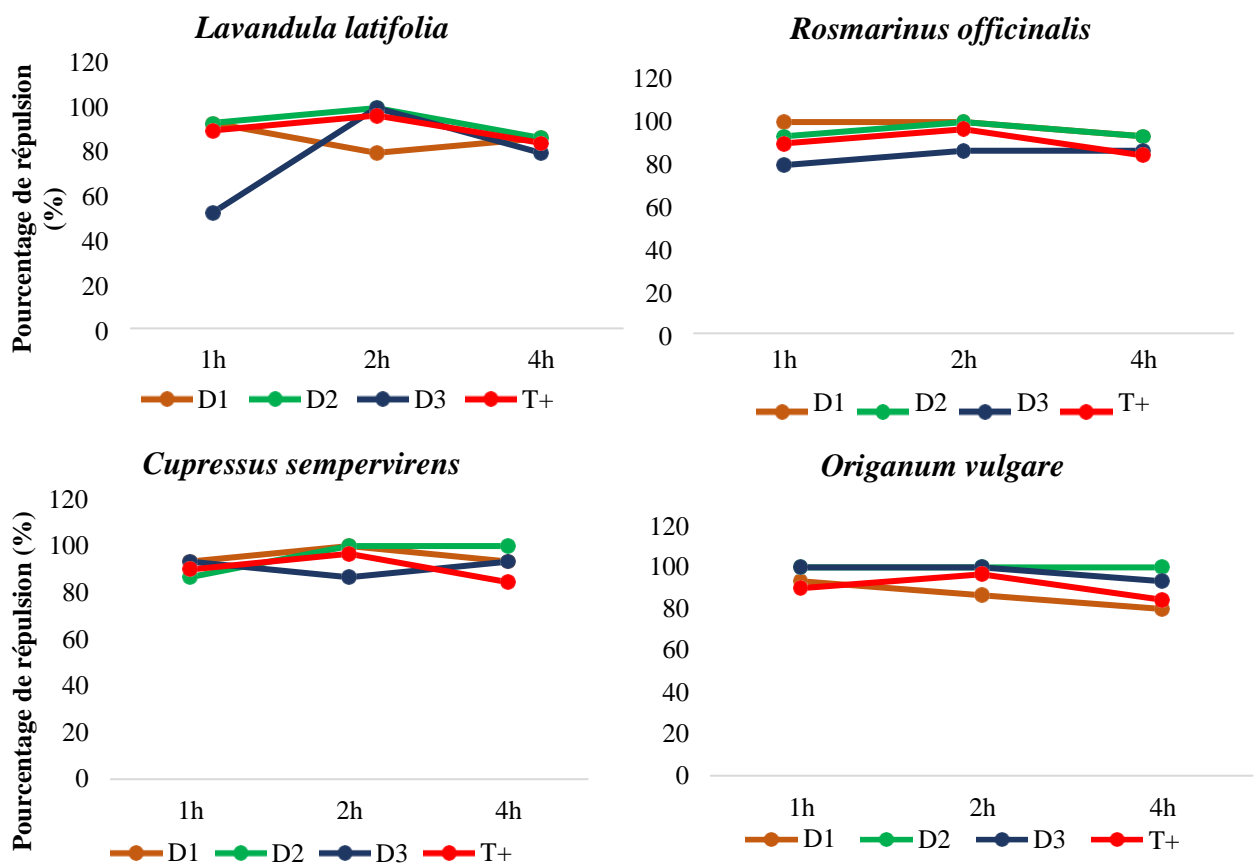 Lavandula latifolia
Pourcentage de répulsion
(%)
120
100
80
60
40
20
0
1h
2h
4h
D1
D2
D3
T+
Rosmarinus officinalis
120
100
80
60
40
20
0
1h
2h
4h
D1
D2
D3
T+
Cupressus sempervirens
Pourcentage de répulsion (%)
120
100
80
60
40
20
0
1h
2h
4h
D1
D2
D3
T+
Origanum vulgare
120
100
80
60
40
20
0
1h
2h
4h
D1
D2
D3
T+